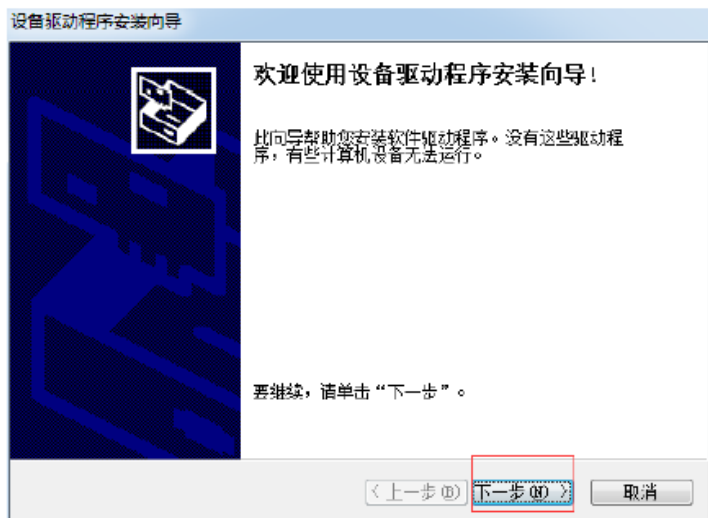 设备驱动程序安装向导
欢迎使用设备驱动程序安装向导!
此向导帮助您安装软件驱动程序。没有这些驱动程
序，有些计算机设备无法运行。
要继续，请单击“下一步”。
< 上一步(B)
下一步(N) >
取消